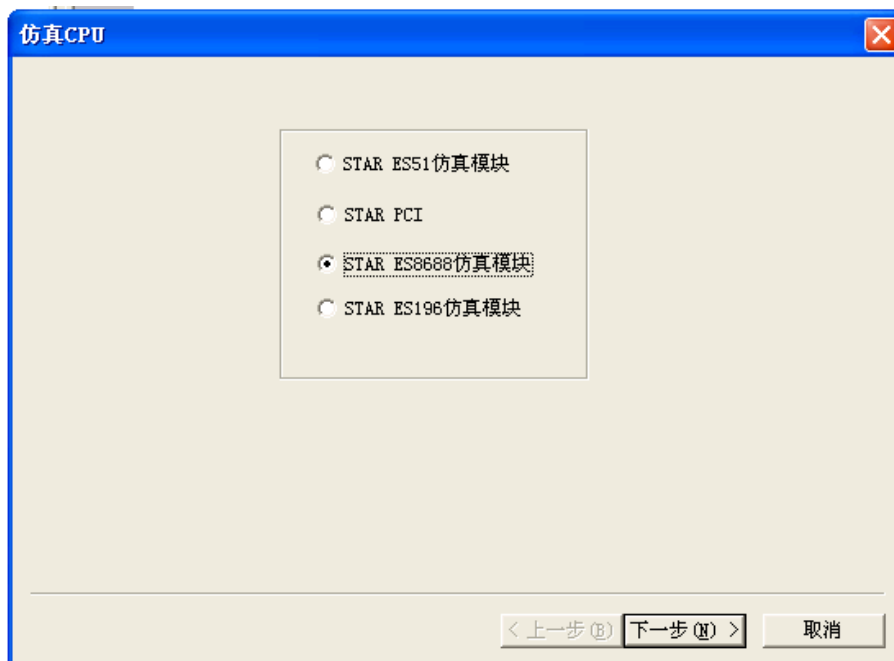 仿真CPU
STAR ES51仿真模块
STAR PCI
STAR ES8688仿真模块
STAR ES196仿真模块
< 上一步(B) 下一步(N) > 取消